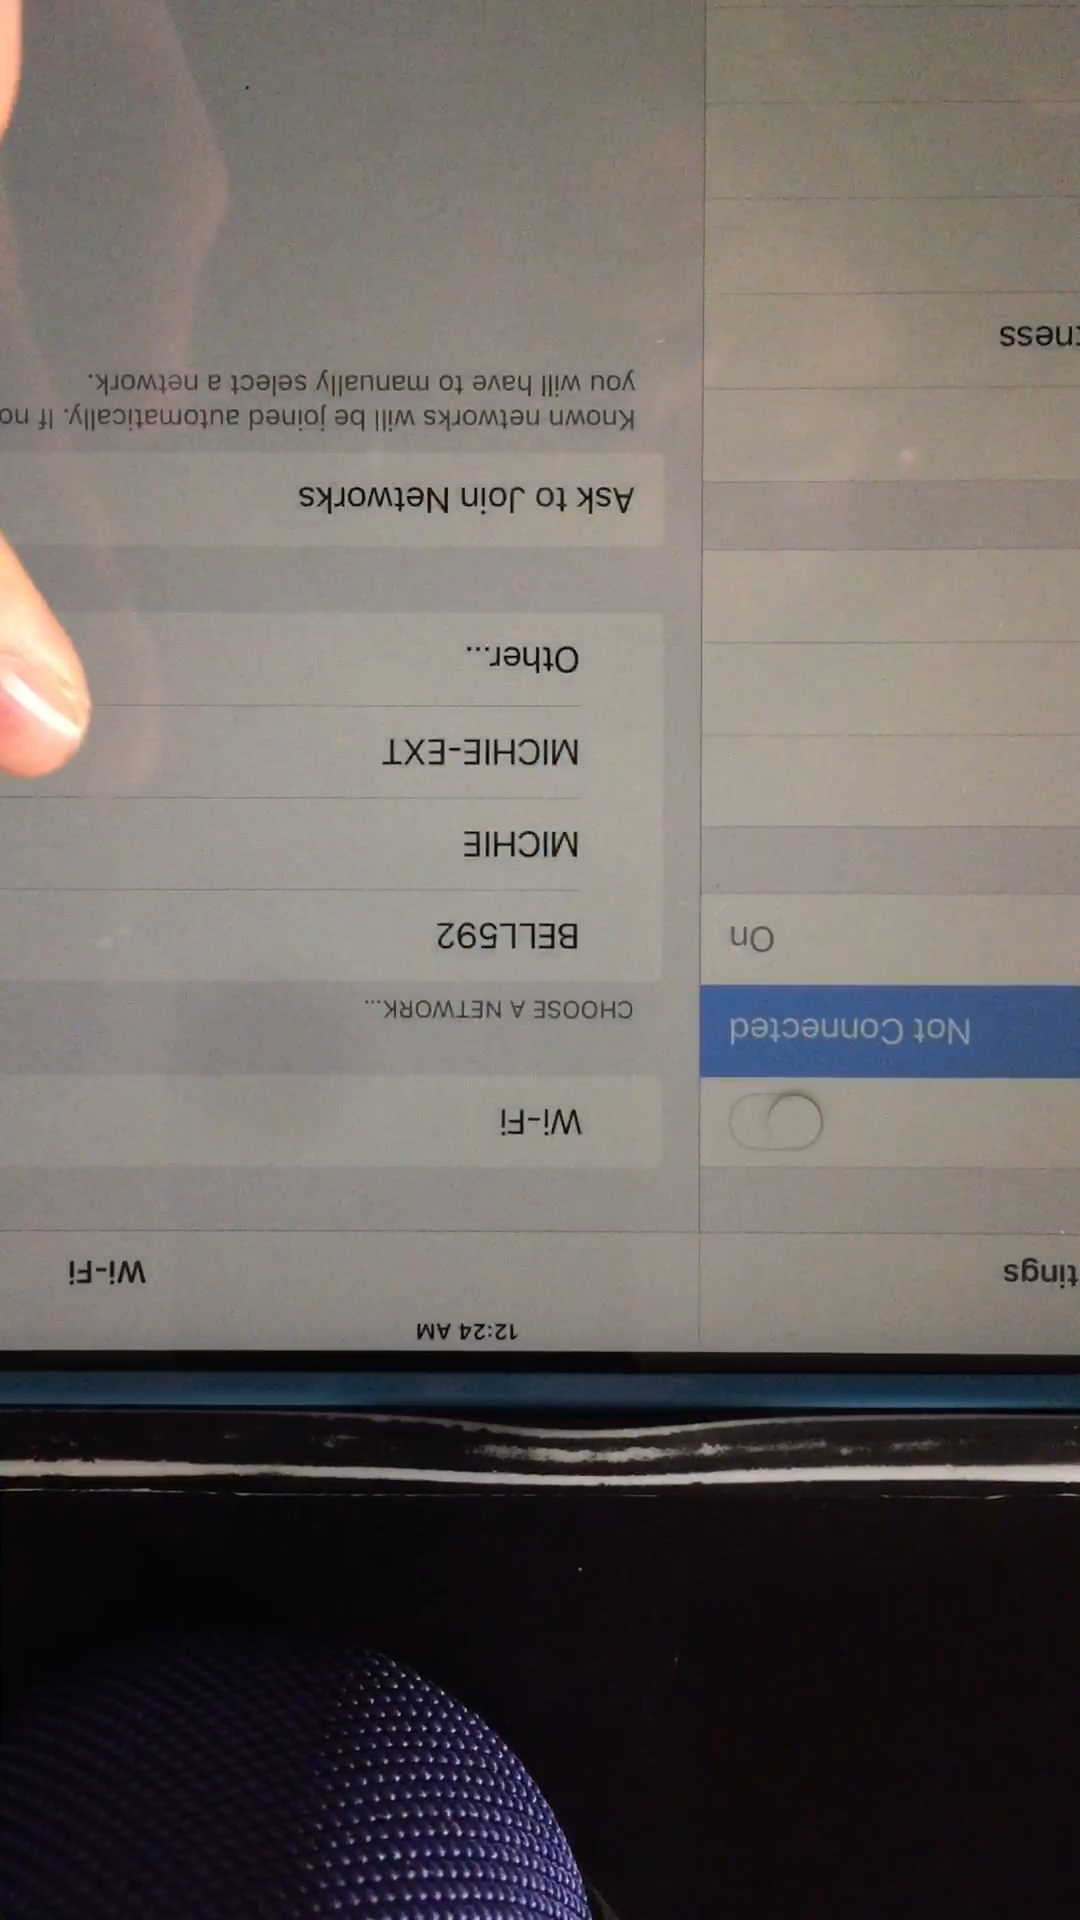 12:24 AM
tings
Wi-Fi
Wi-Fi
Not Connected
CHOOSE A NETWORK...
On
BELL592
MICHIE
MICHIE-EXT
Other...
Ask to Join Networks
Known networks will be joined automatically. If no
you will have to manually select a network.
tness